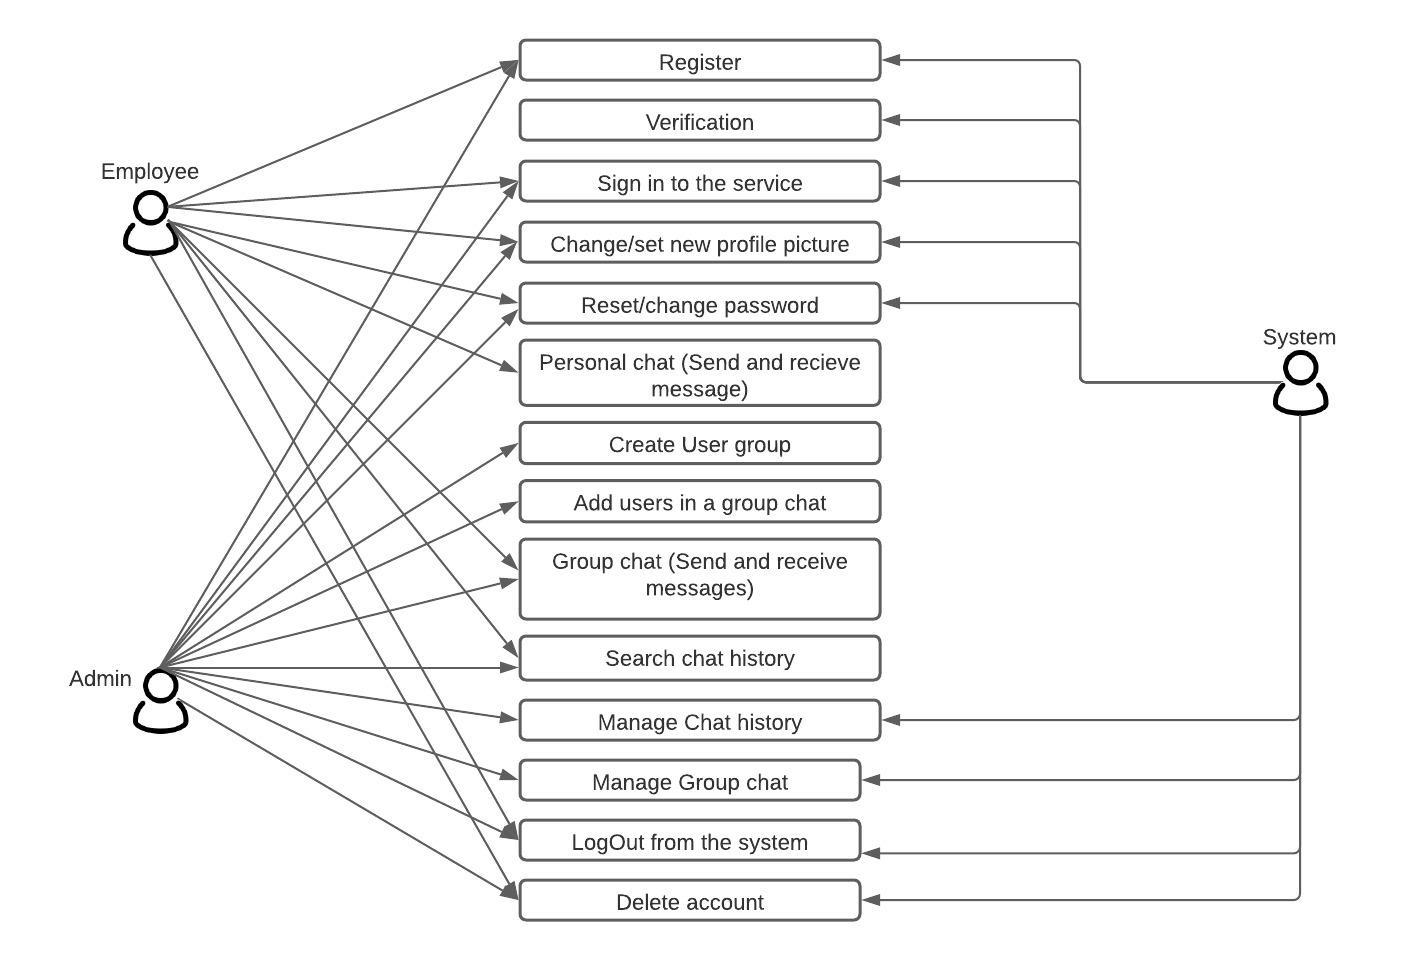 Register
Verification
Employee
Sign in to the service
Change/set new profile picture
Reset/change password
System
Personal chat (Send and recieve
message)
Create User group
Add users in a group chat
Group chat (Send and receive
messages)
Search chat history
Admin
Manage Chat history
Manage Group chat
LogOut from the system
Delete account